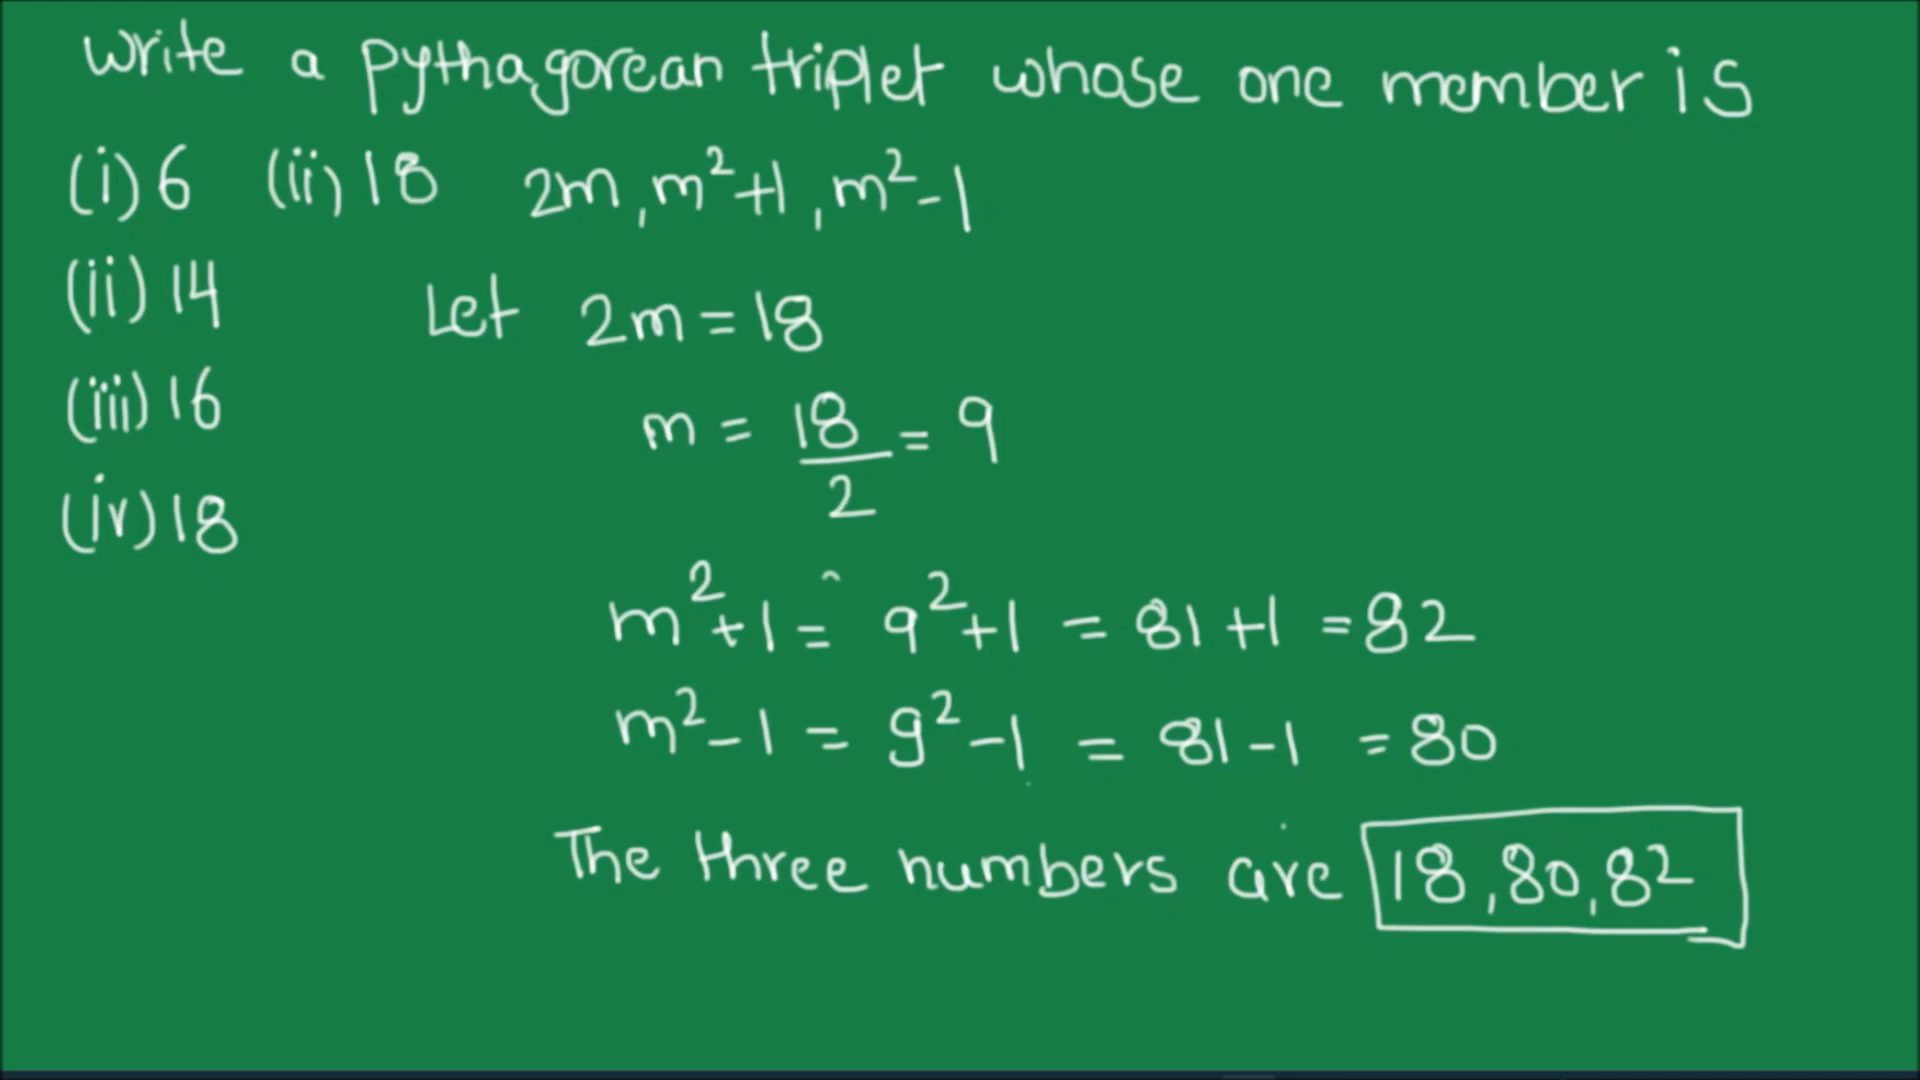 write a pythagorean triplet whose one member is
(i) 6 (ii) 18 2m, m²+1, m²-1
(ii) 14 Let 2m = 18
(iii) 16 m = 18/2 = 9
(iv) 18
m²+1 = 9²+1 = 81+1 = 82
m²-1 = 9²-1 = 81-1 = 80
The three numbers are 18, 80, 82